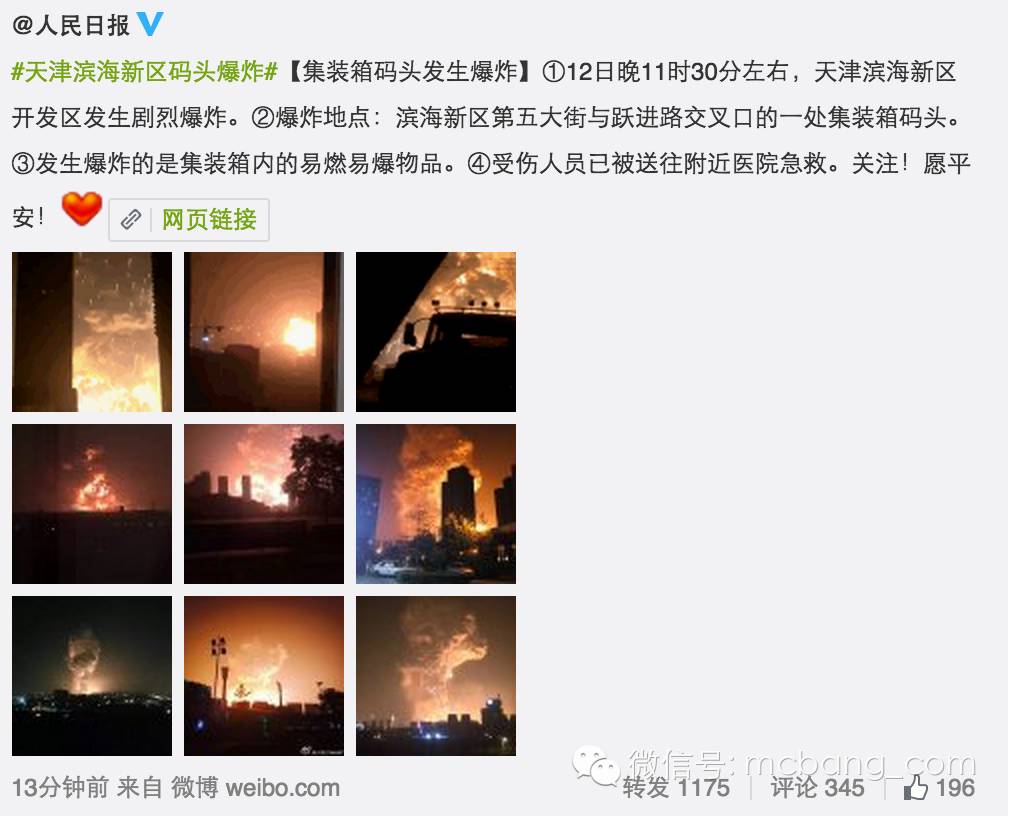 @人民日报
#天津滨海新区码头爆炸#【集装箱码头发生爆炸】①12日晚11时30分左右，天津滨海新区
开发区发生剧烈爆炸。②爆炸地点：滨海新区第五大街与跃进路交叉口的一处集装箱码头。
③发生爆炸的是集装箱内的易燃易爆物品。④受伤人员已被送往附近医院急救。关注！愿平
安！ 网页链接
微信号: mcbang_com
13分钟前 来自 微博 weibo.com 转发 1175 评论 345 196